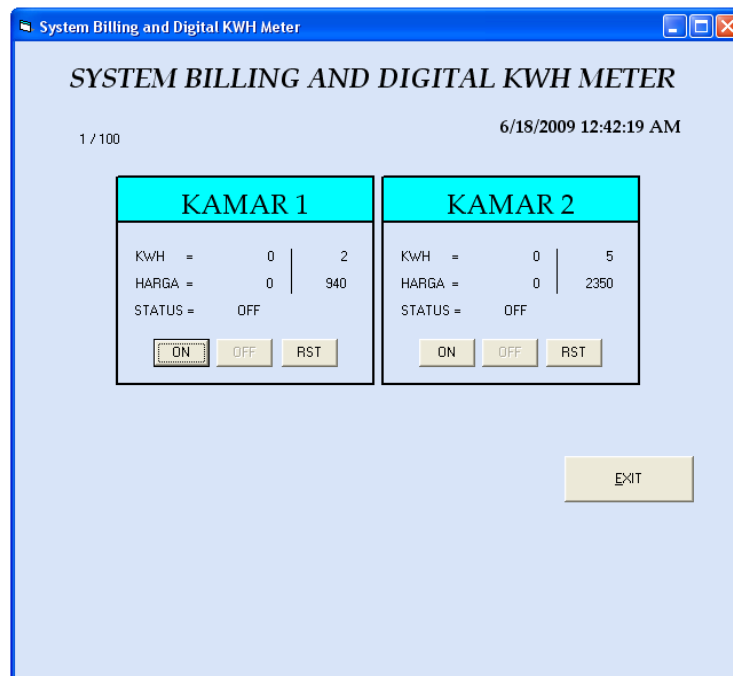 System Billing and Digital KWH Meter
SYSTEM BILLING AND DIGITAL KWH METER
6/18/2009 12:42:19 AM
1 / 100
KAMAR 1
KWH = 0 2
HARGA = 0 940
STATUS = OFF
ON OFF RST
KAMAR 2
KWH = 0 5
HARGA = 0 2350
STATUS = OFF
ON OFF RST
EXIT